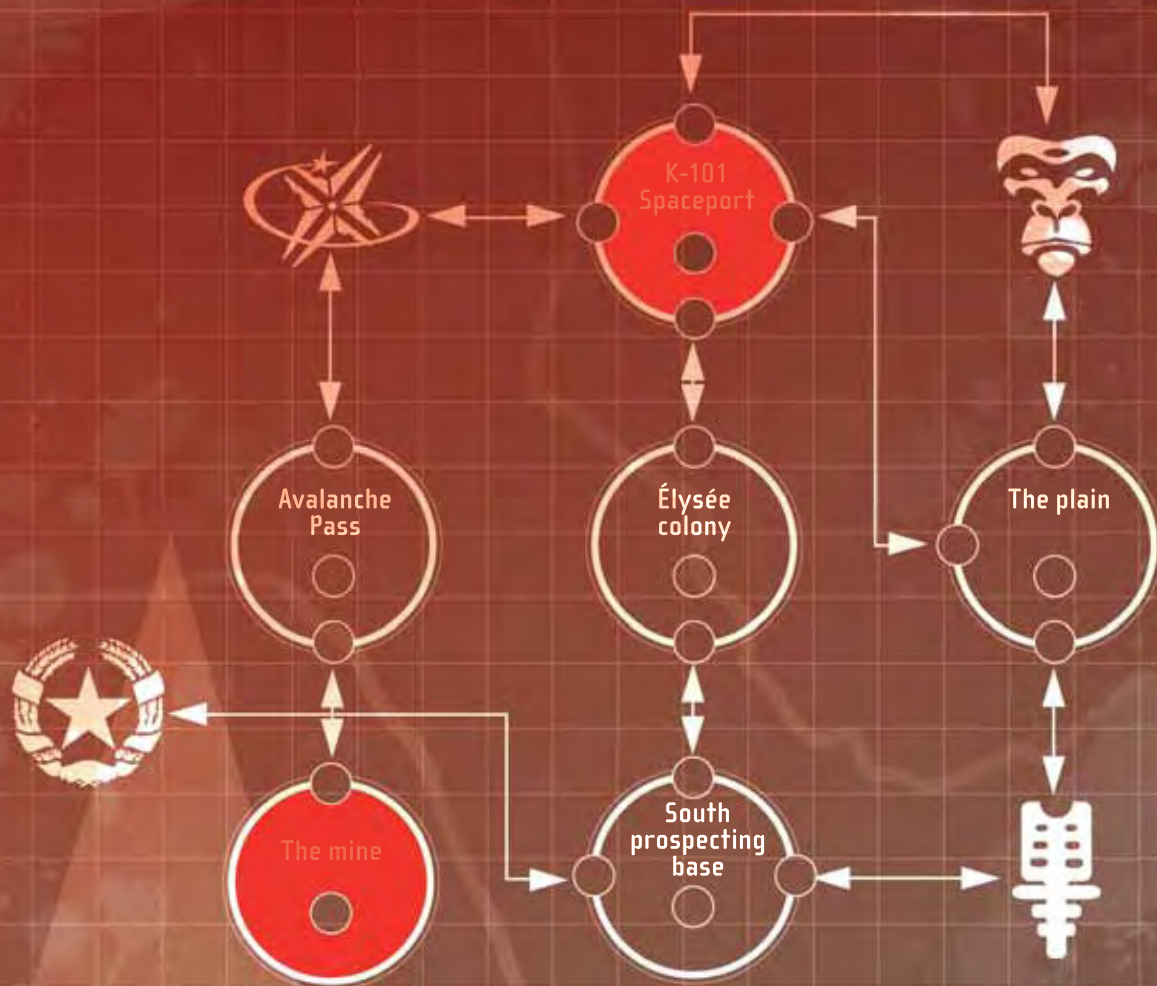 K-101
Spaceport
Avalanche
Pass
Élysée
colony
The plain
The mine
South
prospecting
base